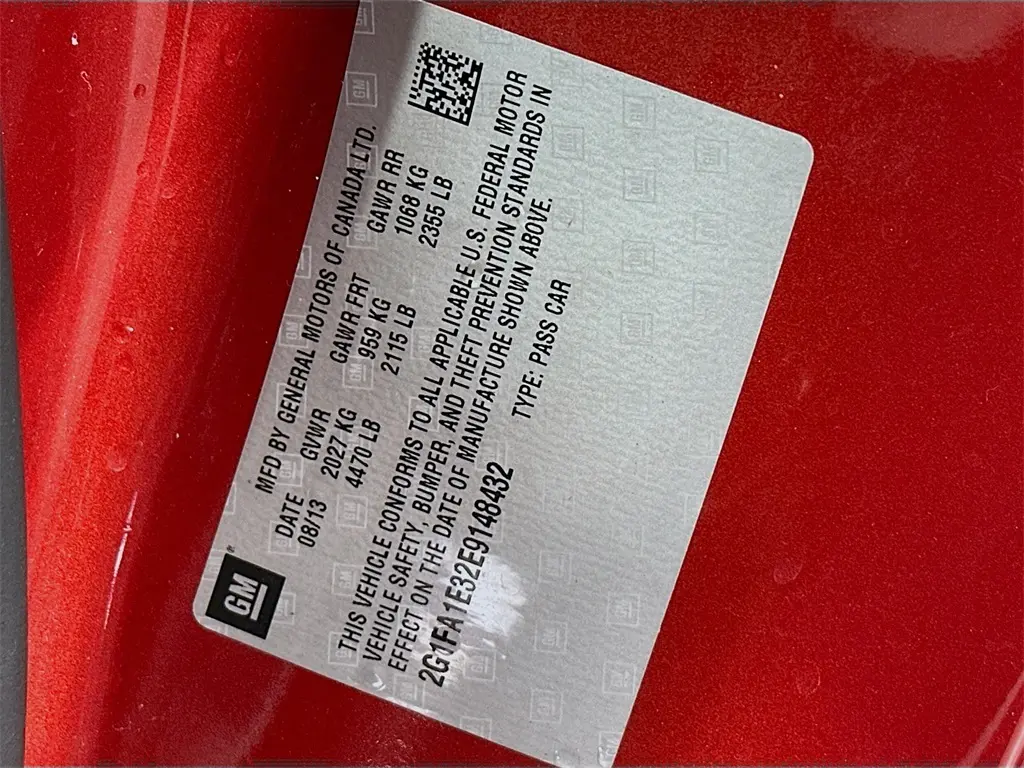 GM
MFD BY GENERAL MOTORS OF CANADA LTD.
DATE GVWR GAWR FRT GAWR RR
08/13 2027 KG 959 KG 1068 KG
4470 LB 2115 LB 2355 LB
THIS VEHICLE CONFORMS TO ALL APPLICABLE U.S. FEDERAL MOTOR
VEHICLE SAFETY, BUMPER, AND THEFT PREVENTION STANDARDS IN
EFFECT ON THE DATE OF MANUFACTURE SHOWN ABOVE.
2G1FA1E32E9148432 TYPE: PASS CAR